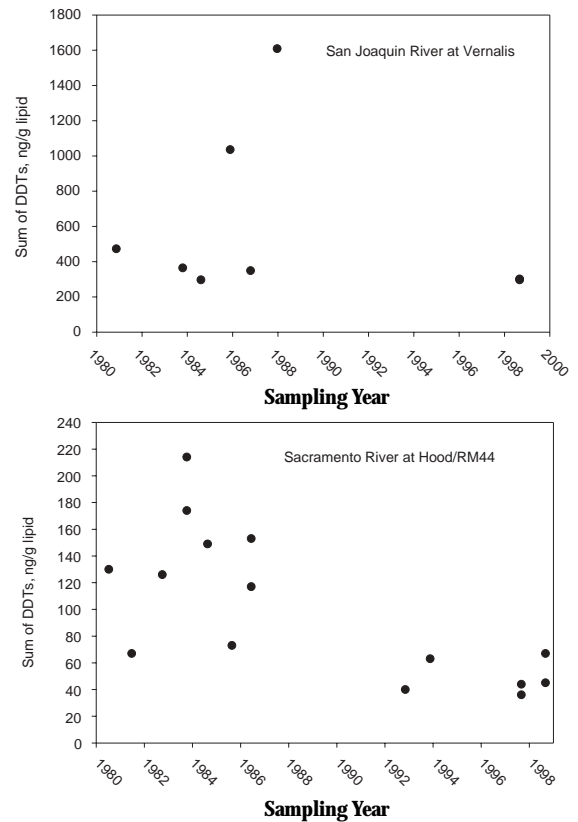 1800
San Joaquin River at Vernalis
1600
1400
1200
1000
800
600
400
200
0
Sum of DDTs, ng/g lipid
1980 1982 1984 1986 1988 1990 1992 1994 1996 1998 2000
Sampling Year
240
220
Sacramento River at Hood/RM44
200
180
160
140
120
100
80
60
40
20
0
Sum of DDTs, ng/g lipid
1980 1982 1984 1986 1988 1990 1992 1994 1996 1998
Sampling Year